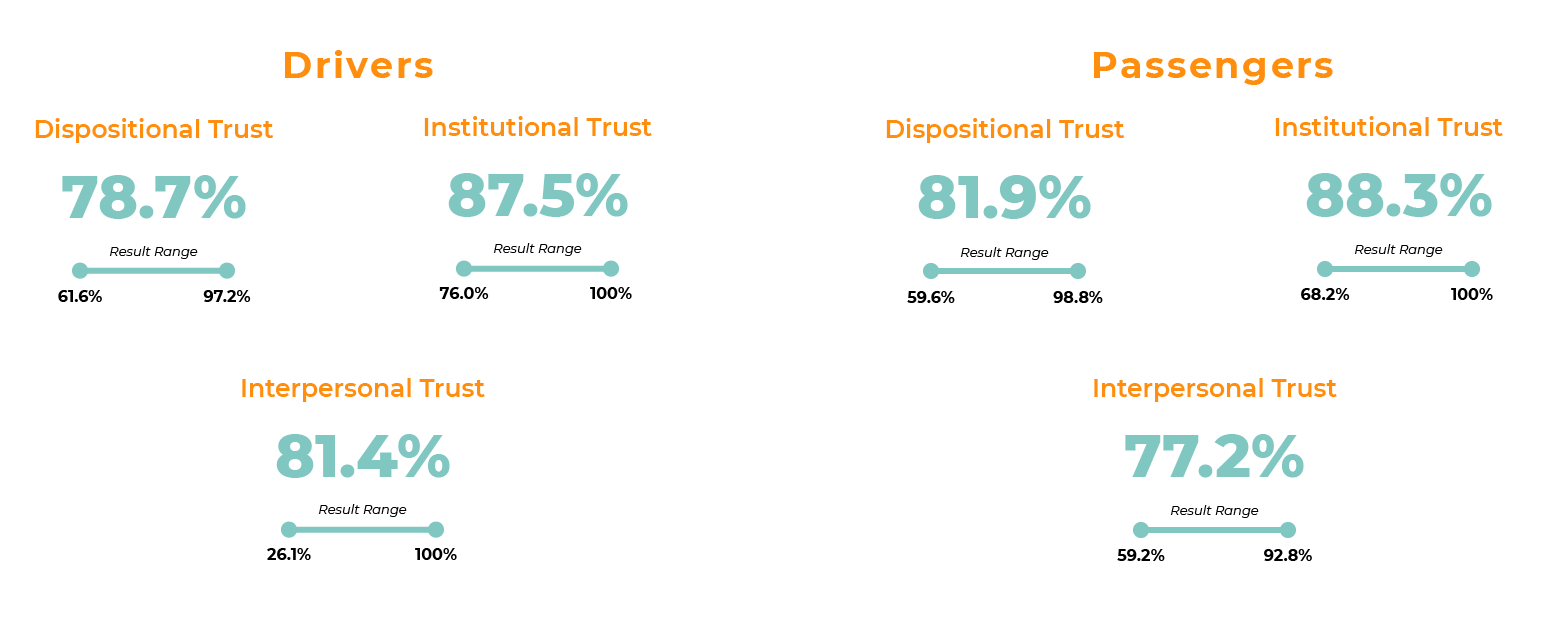 Drivers
Dispositional Trust
78.7%
Result Range
61.6% 97.2%
Institutional Trust
87.5%
Result Range
76.0% 100%
Interpersonal Trust
81.4%
Result Range
26.1% 100%
Passengers
Dispositional Trust
81.9%
Result Range
59.6% 98.8%
Institutional Trust
88.3%
Result Range
68.2% 100%
Interpersonal Trust
77.2%
Result Range
59.2% 92.8%